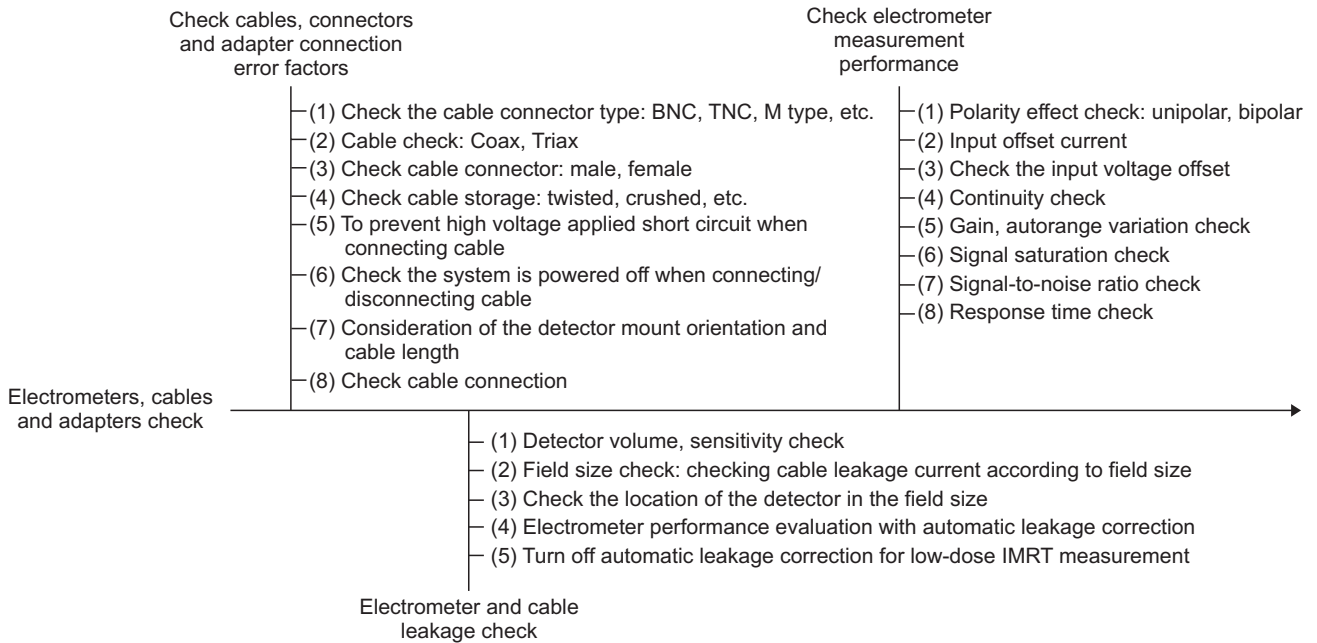 Check cables, connectors
and adapter connection
error factors
(1) Check the cable connector type: BNC, TNC, M type, etc.
(2) Cable check: Coax, Triax
(3) Check cable connector: male, female
(4) Check cable storage: twisted, crushed, etc.
(5) To prevent high voltage applied short circuit when
connecting cable
(6) Check the system is powered off when connecting/
disconnecting cable
(7) Consideration of the detector mount orientation and
cable length
(8) Check cable connection
Check electrometer
measurement
performance
(1) Polarity effect check: unipolar, bipolar
(2) Input offset current
(3) Check the input voltage offset
(4) Continuity check
(5) Gain, autorange variation check
(6) Signal saturation check
(7) Signal-to-noise ratio check
(8) Response time check
Electrometers, cables
and adapters check
(1) Detector volume, sensitivity check
(2) Field size check: checking cable leakage current according to field size
(3) Check the location of the detector in the field size
(4) Electrometer performance evaluation with automatic leakage correction
(5) Turn off automatic leakage correction for low-dose IMRT measurement
Electrometer and cable
leakage check